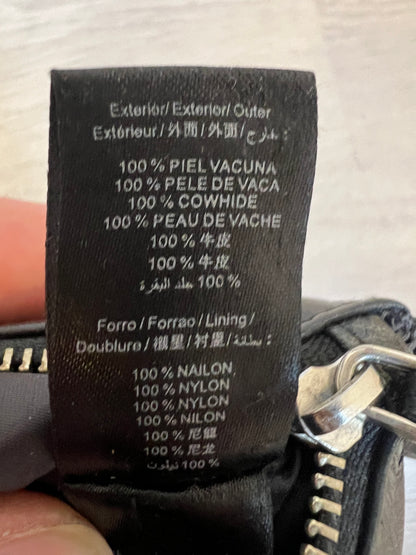 Exterior/Exterior/Outer
Extérieur/外面/外面/خارج:
100% PIEL VACUNA
100% PELE DE VACA
100% COWHIDE
100% PEAU DE VACHE
100% 牛皮
100% 牛皮
100% جلد البقرة
Forro/Forrao/Lining/
Doublure/襯里/衬里/بطانة:
100% NAILON,
100% NYLON
100% NYLON
100% NILON
100% 尼龍
100% 尼龙
100% نيلون